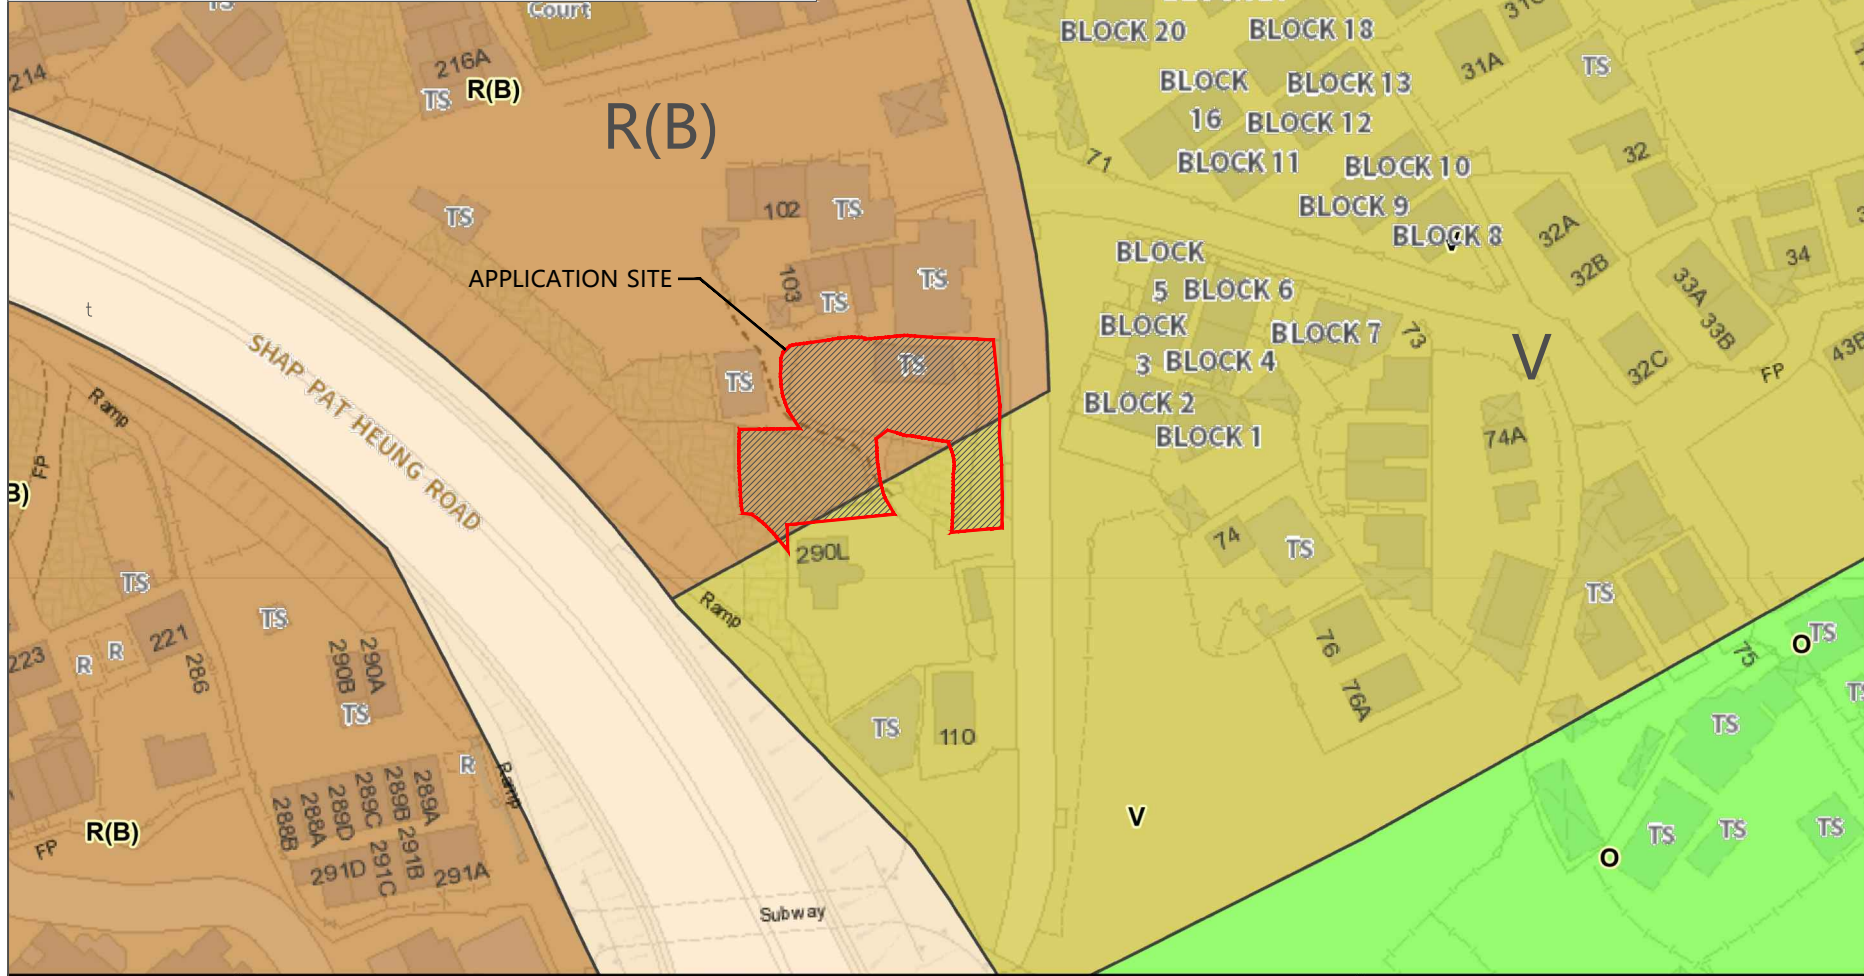 TS
Court
BLOCK 20
BLOCK 18
214
216A
31A
TS
TS
R(B)
R(B)
BLOCK
16
BLOCK 13
BLOCK 12
71
BLOCK 11
BLOCK 10
32
TS
102
TS
BLOCK 9
BLOCK 8
V
32A
32B
BLOCK
5
BLOCK 6
34
33A
33B
APPLICATION SITE
103
TS
TS
BLOCK
3
BLOCK 4
BLOCK 7
73
V
t
SHAP PAT HEUNG ROAD
TS
TS
32C
FP
43B
BLOCK 2
BLOCK 1
74A
Ramp
FP
B)
74
TS
290L
TS
TS
Ramp
TS
221
R
R
223
286
290B
290A
TS
76
76A
75
O
TS
TS
TS
110
R
Ramp
288B
288A
289D
289C
289B
289A
291D
291C
291B
291A
R(B)
FP
V
TS
TS
TS
O
Subway